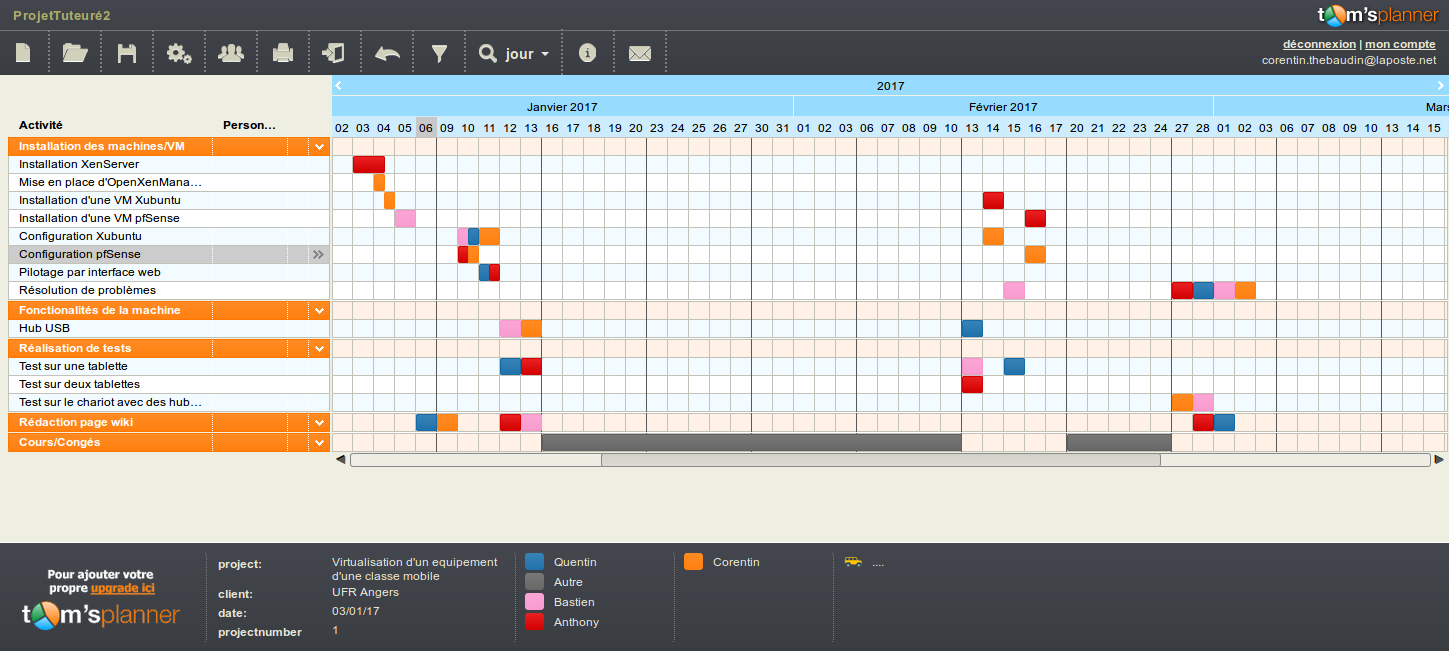 ProjetTuteuré2
tom'splanner
jour
déconnexion | mon compte
corentin.thebaudin@laposte.net
2017
Janvier 2017 Février 2017 Mars
Activité Person...
02 03 04 05 06 09 10 11 12 13 16 17 18 19 20 23 24 25 26 27 30 31 01 02 03 06 07 08 09 10 13 14 15 16 17 20 21 22 23 24 27 28 01 02 03 06 07 08 09 10 13 14 15
Installation des machines/VM
Installation XenServer
Mise en place d'OpenXenMana...
Installation d'une VM Xubuntu
Installation d'une VM pfSense
Configuration Xubuntu
Configuration pfSense
Pilotage par interface web
Résolution de problèmes
Fonctionalités de la machine
Hub USB
Réalisation de tests
Test sur une tablette
Test sur deux tablettes
Test sur le chariot avec des hub...
Rédaction page wiki
Cours/Congés
Pour ajouter votre
propre upgrade ici
tom'splanner
project: Virtualisation d'un equipement
d'une classe mobile
client: UFR Angers
date: 03/01/17
projectnumber 1
Quentin
Autre
Bastien
Anthony
Corentin
....